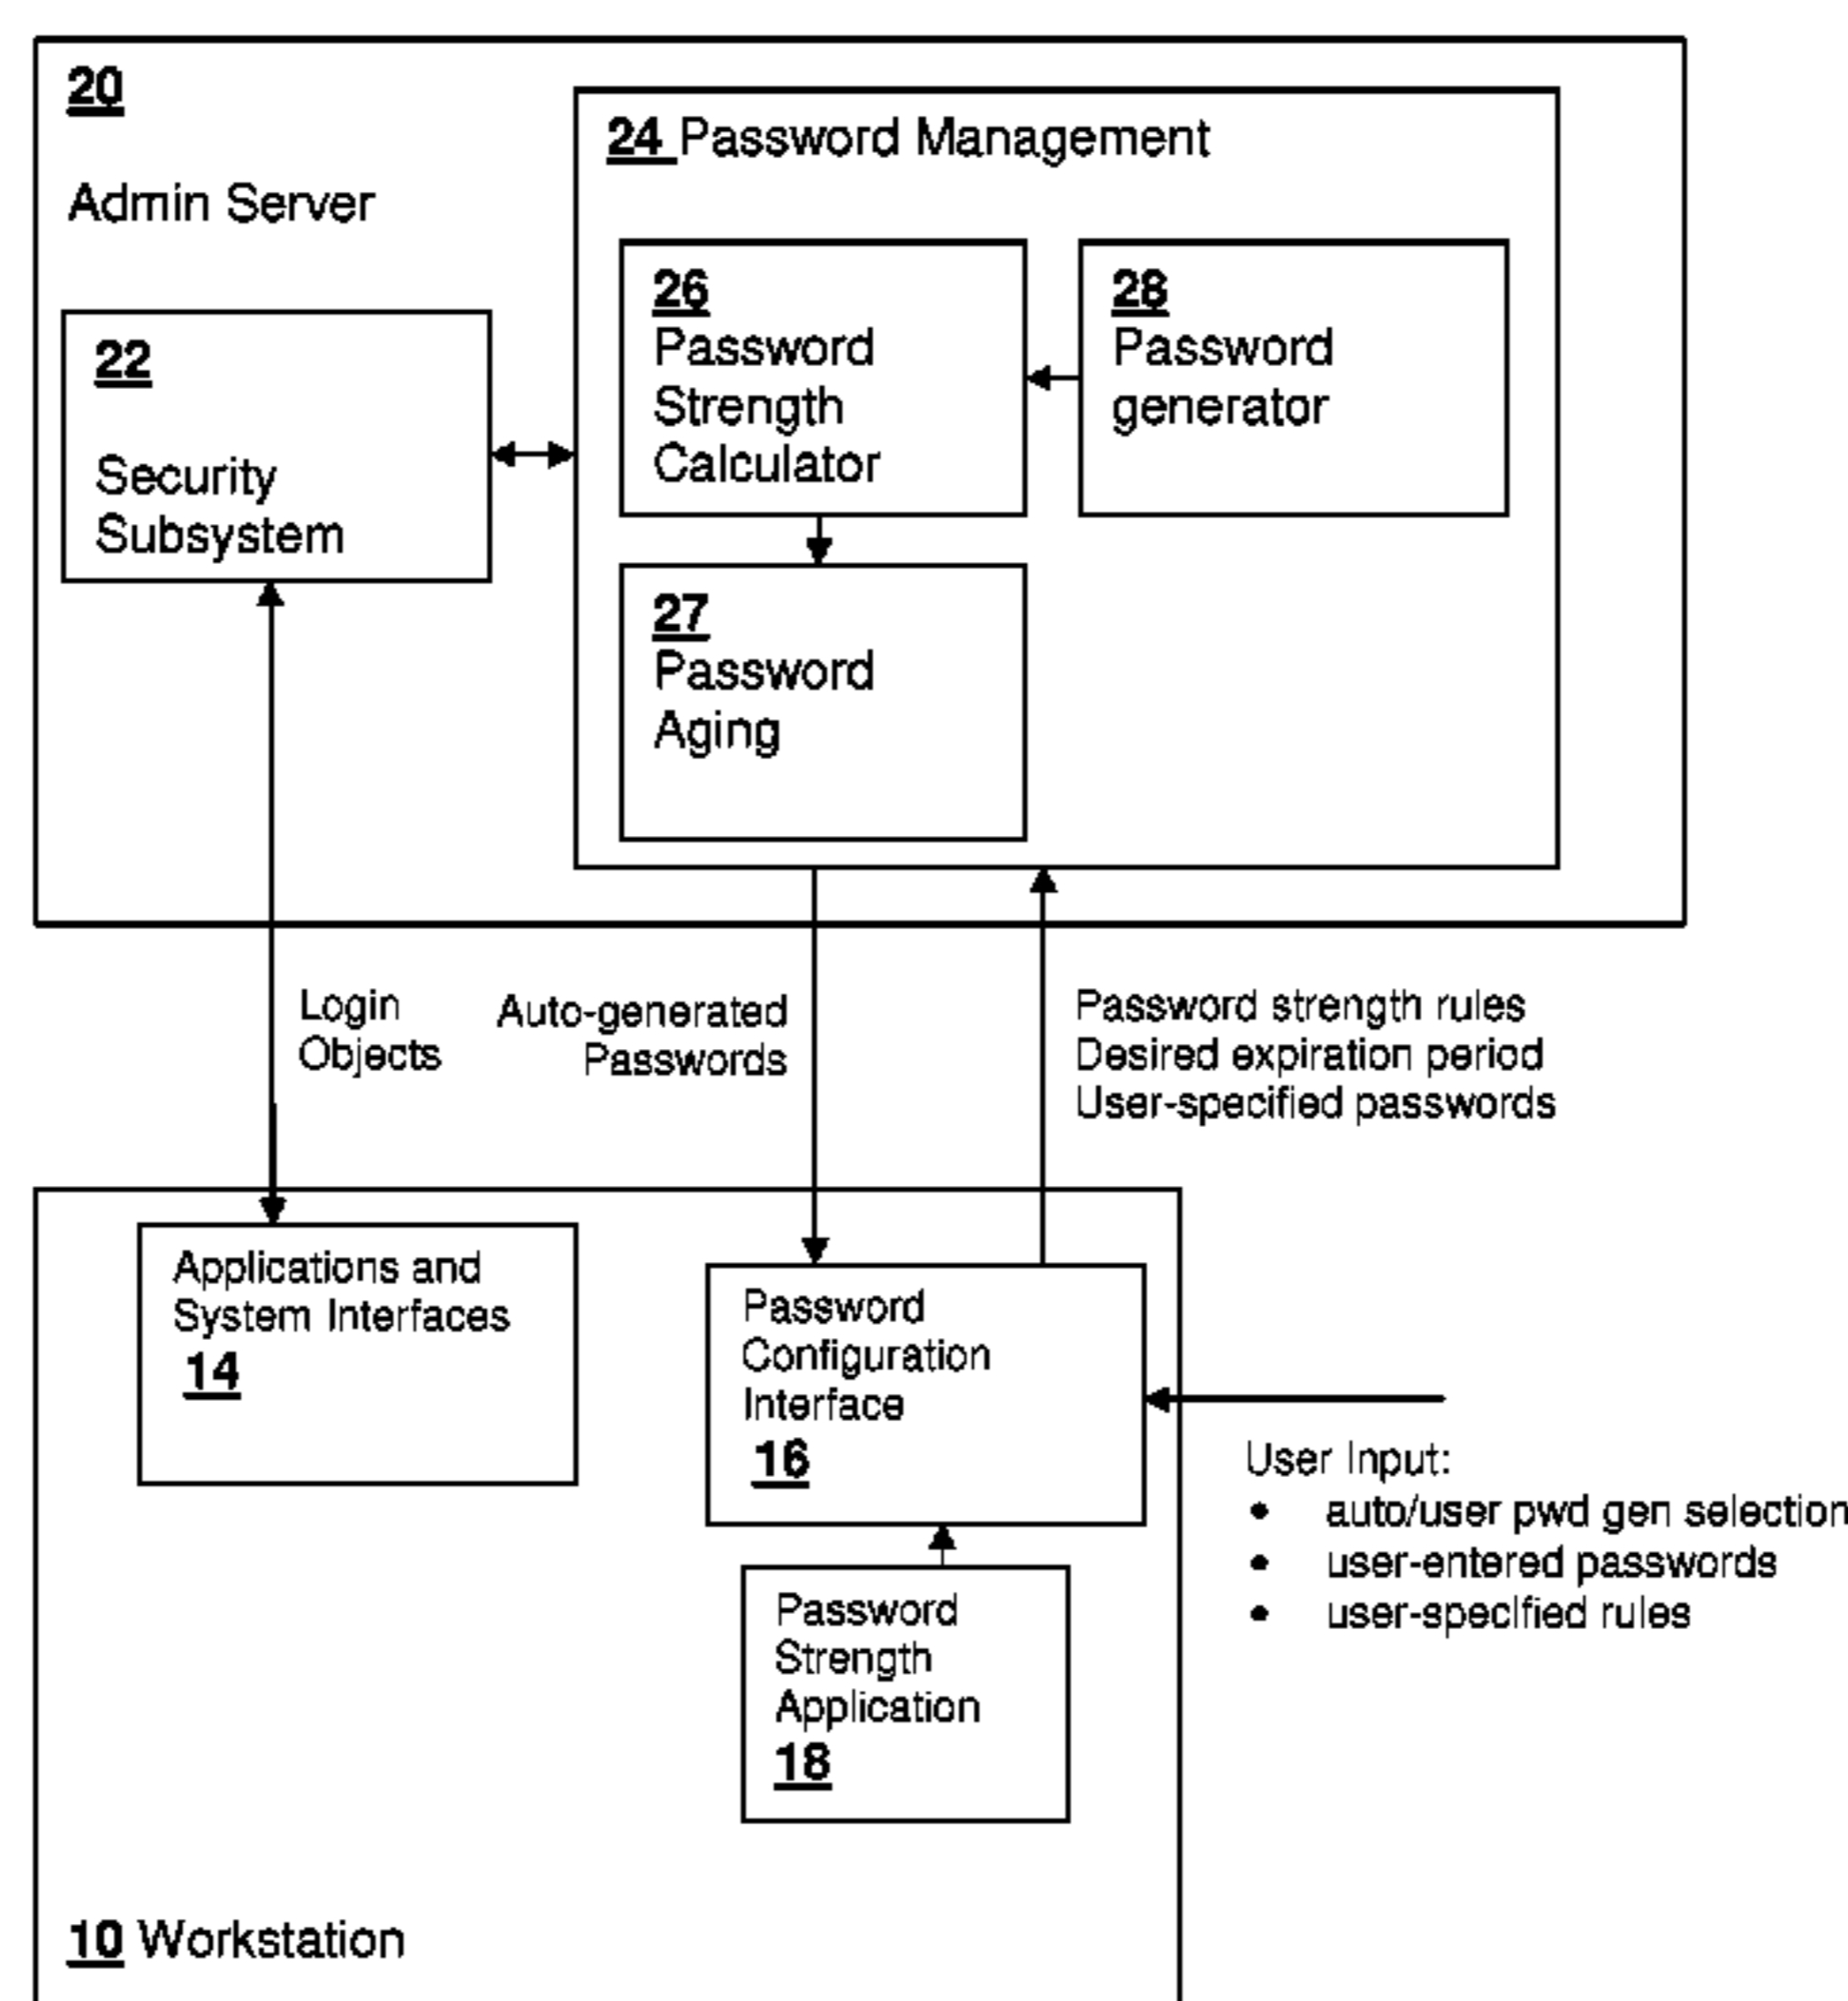 20
Admin Server
24 Password Management
22
Security
Subsystem
26
Password
Strength
Calculator
28
Password
generator
27
Password
Aging
Login
Objects
Auto-generated
Passwords
Password strength rules
Desired expiration period
User-specified passwords
Applications and
System Interfaces
14
Password
Configuration
Interface
16
User Input:
• auto/user pwd gen selection
• user-entered passwords
• user-specified rules
Password
Strength
Application
18
10 Workstation